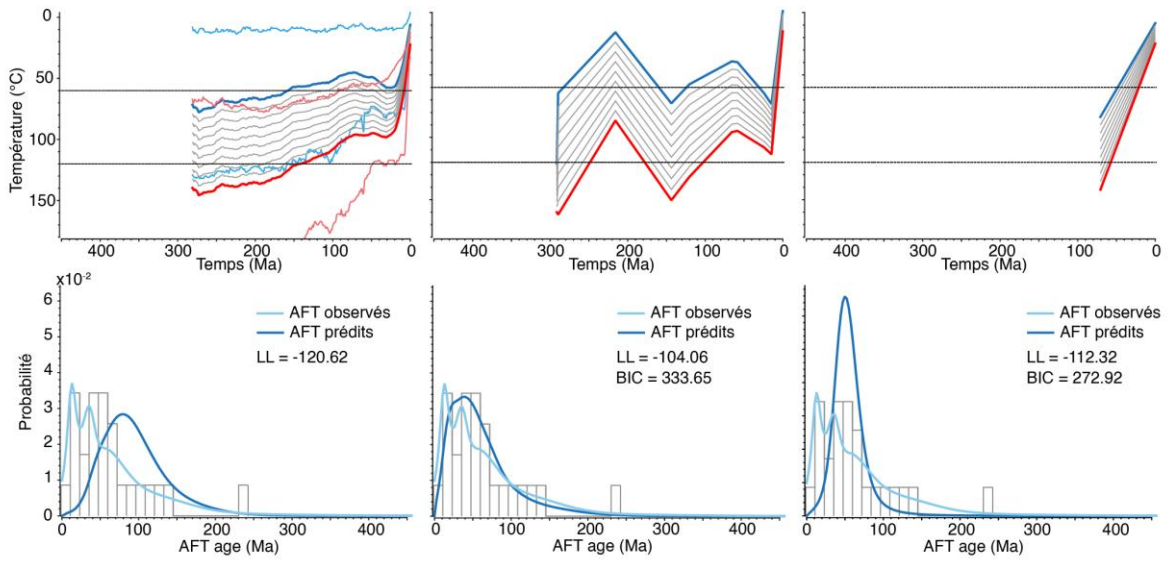 0
50
100
150
Température (°C)
400 300 200 100 0
Temps (Ma)
400 300 200 100 0
Temps (Ma)
400 300 200 100 0
Temps (Ma)
x10-2
6
5
4
3
2
1
0
Probabilité
AFT observés
AFT prédits
LL = -120.62
0 100 200 300 400
AFT age (Ma)
AFT observés
AFT prédits
LL = -104.06
BIC = 333.65
0 100 200 300 400
AFT age (Ma)
AFT observés
AFT prédits
LL = -112.32
BIC = 272.92
0 100 200 300 400
AFT age (Ma)